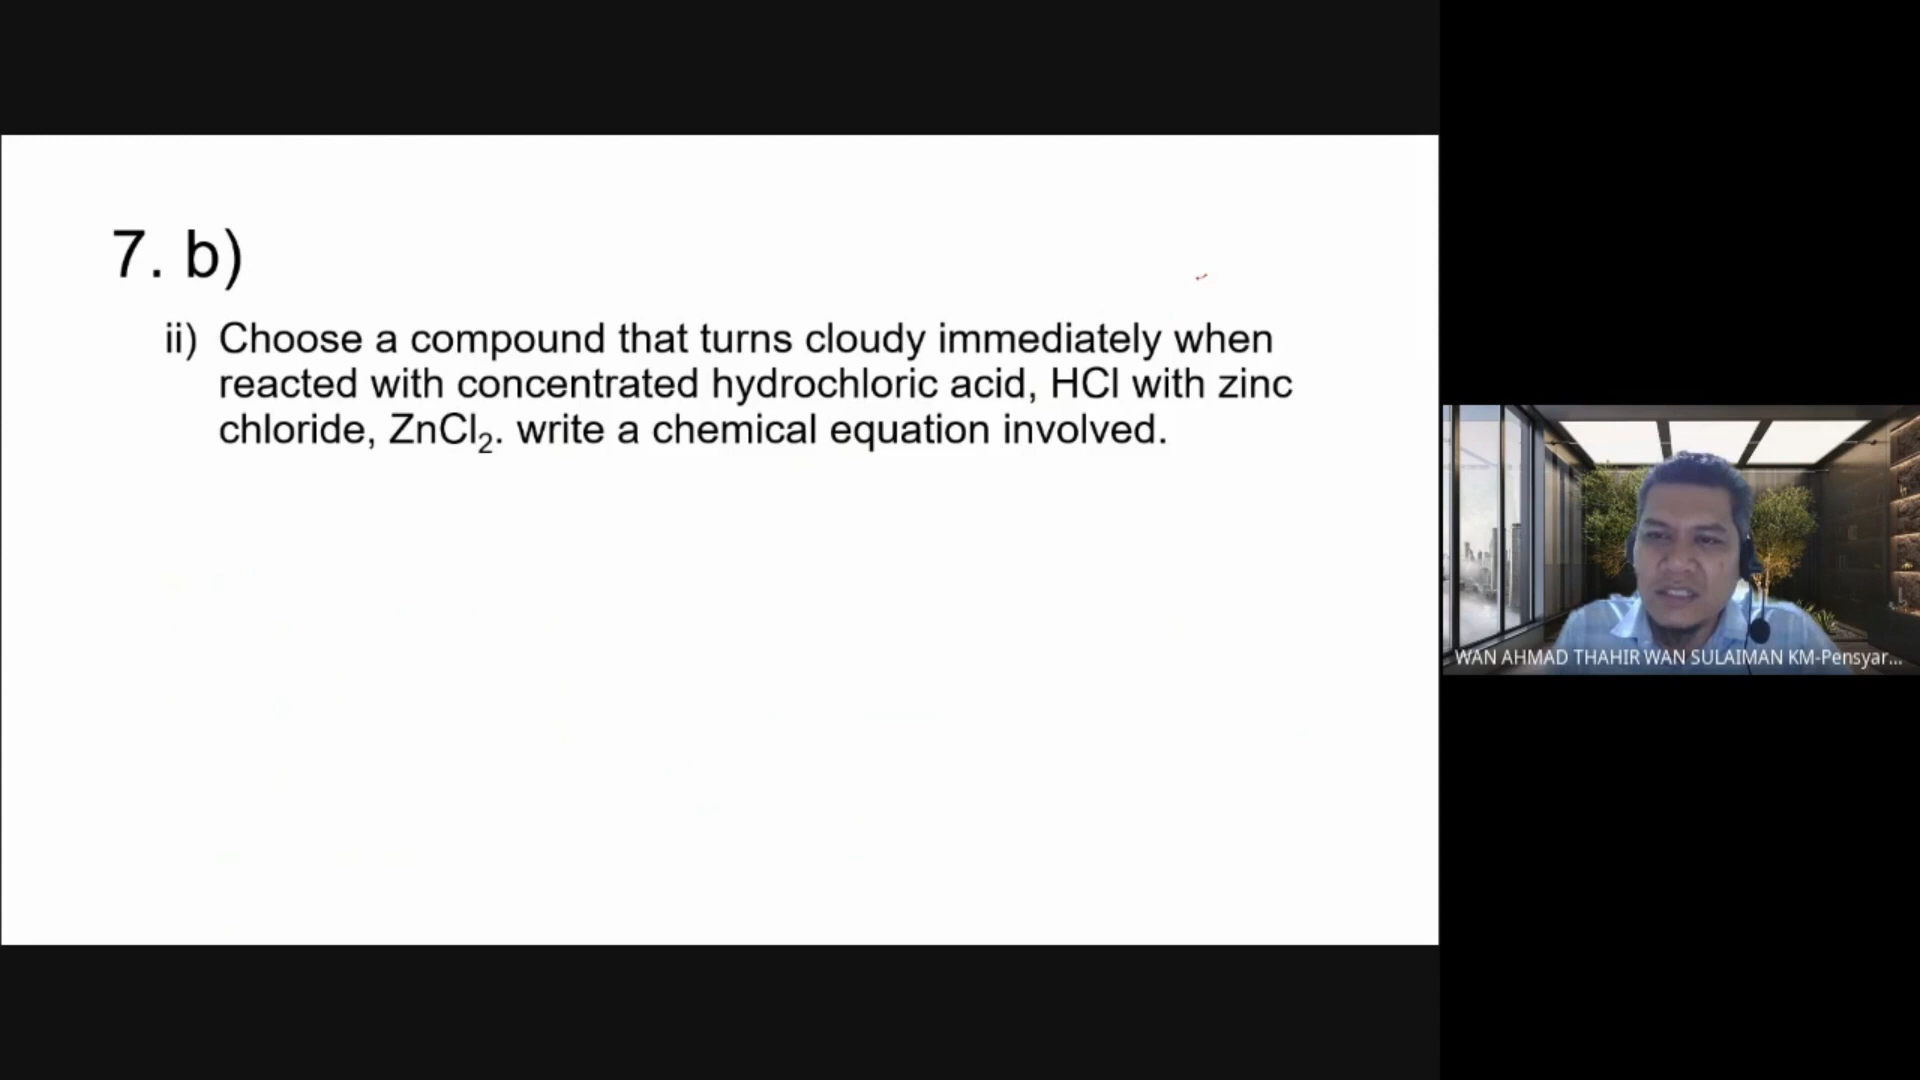 7. b)
ii) Choose a compound that turns cloudy immediately when
reacted with concentrated hydrochloric acid, HCl with zinc
chloride, ZnCl₂. write a chemical equation involved.
WAN AHMAD THAHIR WAN SULAIMAN KM-Pensyar...